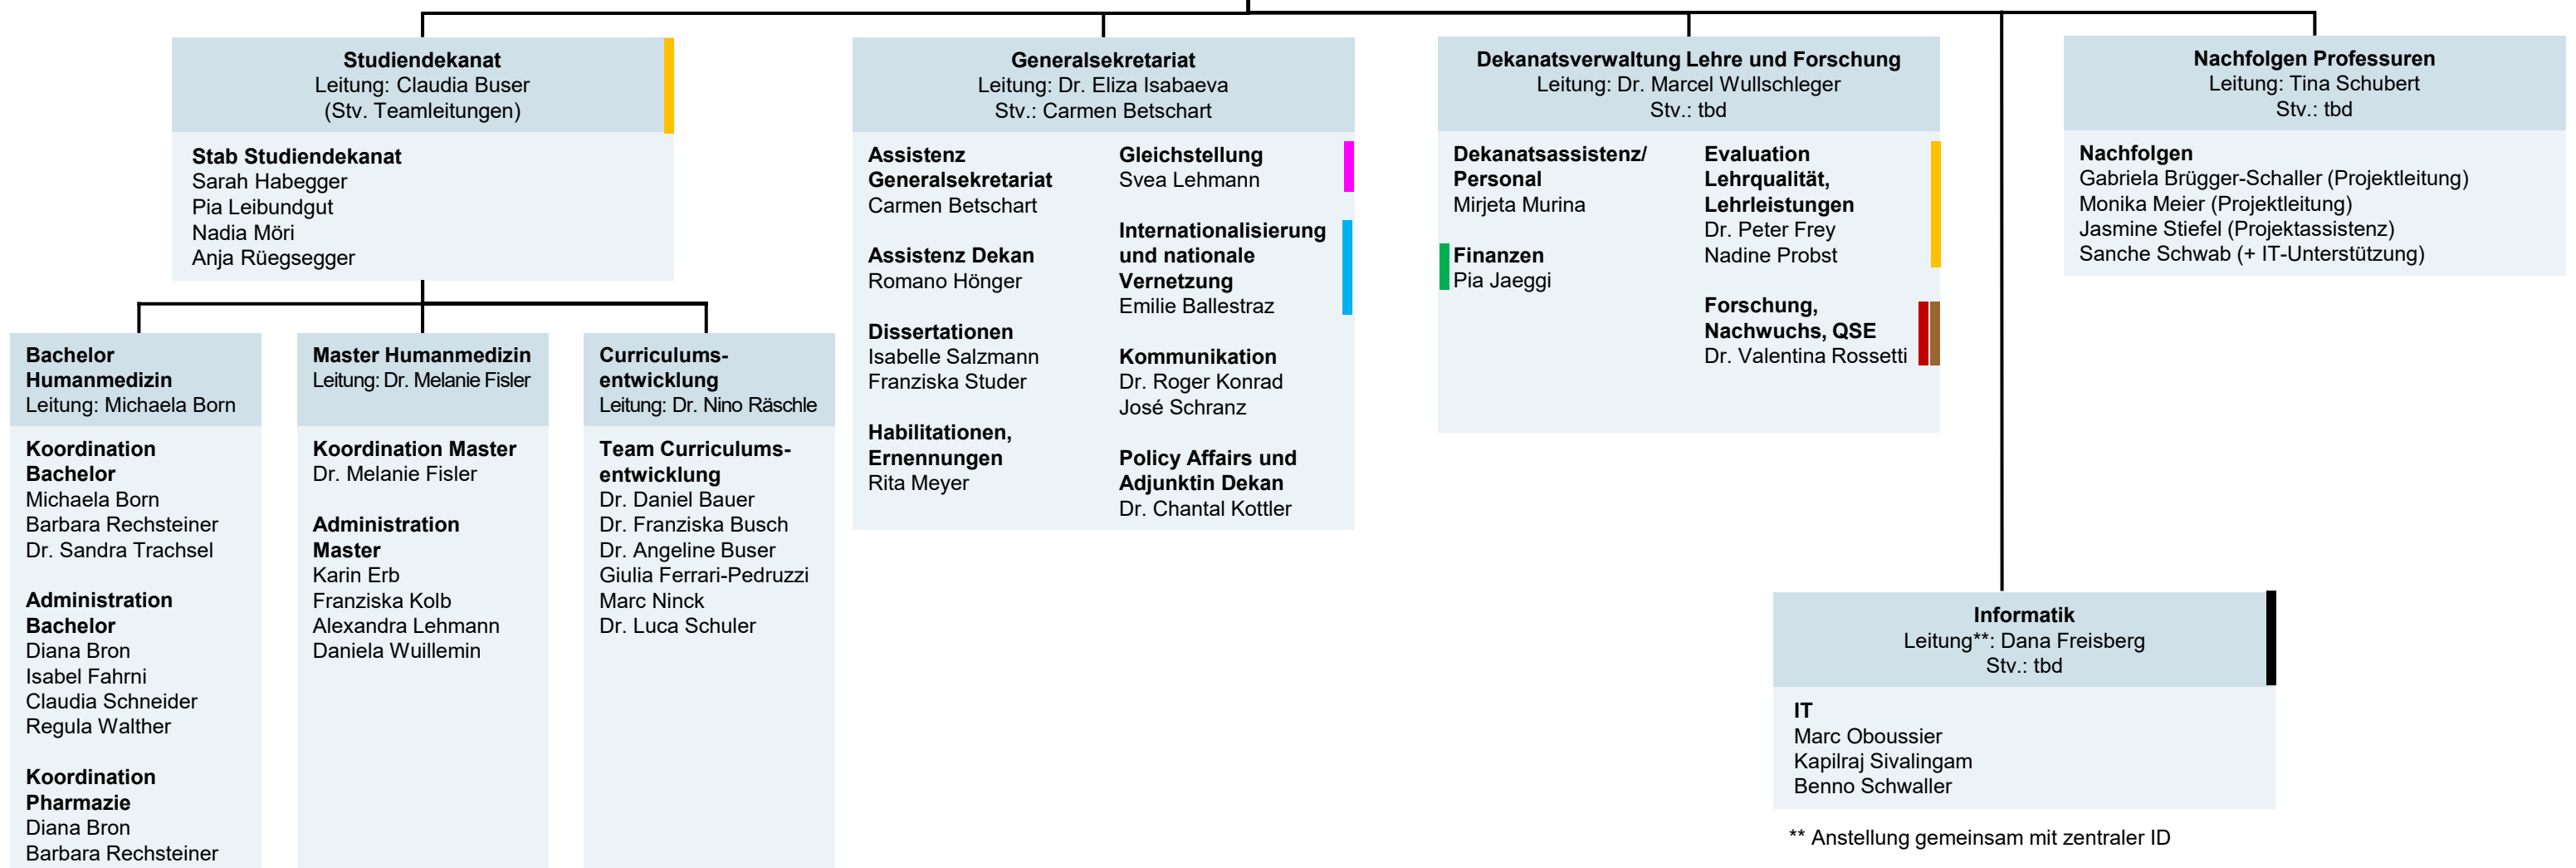 Studiendekanat
Leitung: Claudia Buser
(Stv. Teamleitungen)
Stab Studiendekanat
Sarah Habegger
Pia Leibundgut
Nadia Möri
Anja Rüegsegger
Bachelor
Humanmedizin
Leitung: Michaela Born
Koordination
Bachelor
Michaela Born
Barbara Rechsteiner
Dr. Sandra Trachsel
Administration
Bachelor
Diana Bron
Isabel Fahrni
Claudia Schneider
Regula Walther
Koordination
Pharmazie
Diana Bron
Barbara Rechsteiner
Master Humanmedizin
Leitung: Dr. Melanie Fisler
Koordination Master
Dr. Melanie Fisler
Administration
Master
Karin Erb
Franziska Kolb
Alexandra Lehmann
Daniela Wuillemin
Curriculums-
entwicklung
Leitung: Dr. Nino Räschle
Team Curriculums-
entwicklung
Dr. Daniel Bauer
Dr. Franziska Busch
Dr. Angeline Buser
Giulia Ferrari-Pedruzzi
Marc Ninck
Dr. Luca Schuler
Generalsekretariat
Leitung: Dr. Eliza Isabaeva
Stv.: Carmen Betschart
Assistenz
Generalsekretariat
Carmen Betschart
Assistenz Dekan
Romano Hönger
Dissertationen
Isabelle Salzmann
Franziska Studer
Habilitationen,
Ernennungen
Rita Meyer
Gleichstellung
Svea Lehmann
Internationalisierung
und nationale
Vernetzung
Emilie Ballestraz
Kommunikation
Dr. Roger Konrad
José Schranz
Policy Affairs und
Adjunktin Dekan
Dr. Chantal Kottler
Dekanatsverwaltung Lehre und Forschung
Leitung: Dr. Marcel Wullschleger
Stv.: tbd
Dekanatsassistenz/
Personal
Mirjeta Murina
Finanzen
Pia Jaeggi
Evaluation
Lehrqualität,
Lehrleistungen
Dr. Peter Frey
Nadine Probst
Forschung,
Nachwuchs, QSE
Dr. Valentina Rossetti
Nachfolgen Professuren
Leitung: Tina Schubert
Stv.: tbd
Nachfolgen
Gabriela Brügger-Schaller (Projektleitung)
Monika Meier (Projektleitung)
Jasmine Stiefel (Projektassistenz)
Sanche Schwab (+ IT-Unterstützung)
Informatik
Leitung**: Dana Freisberg
Stv.: tbd
IT
Marc Oboussier
Kapilraj Sivalingam
Benno Schwaller
** Anstellung gemeinsam mit zentraler ID